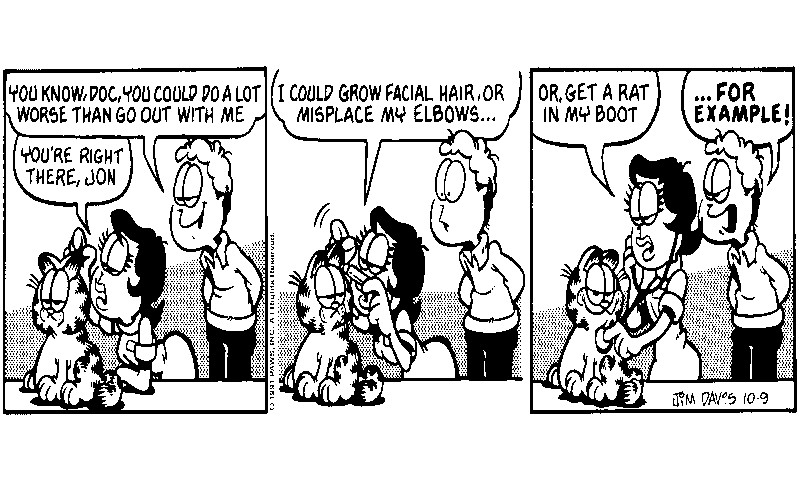 YOU KNOW, DOC, YOU COULD DO A LOT
WORSE THAN GO OUT WITH ME
YOU'RE RIGHT
THERE, JON
I COULD GROW FACIAL HAIR, OR
MISPLACE MY ELBOWS...
OR, GET A RAT
IN MY BOOT
...FOR
EXAMPLE!
JIM DAVIS 10-9